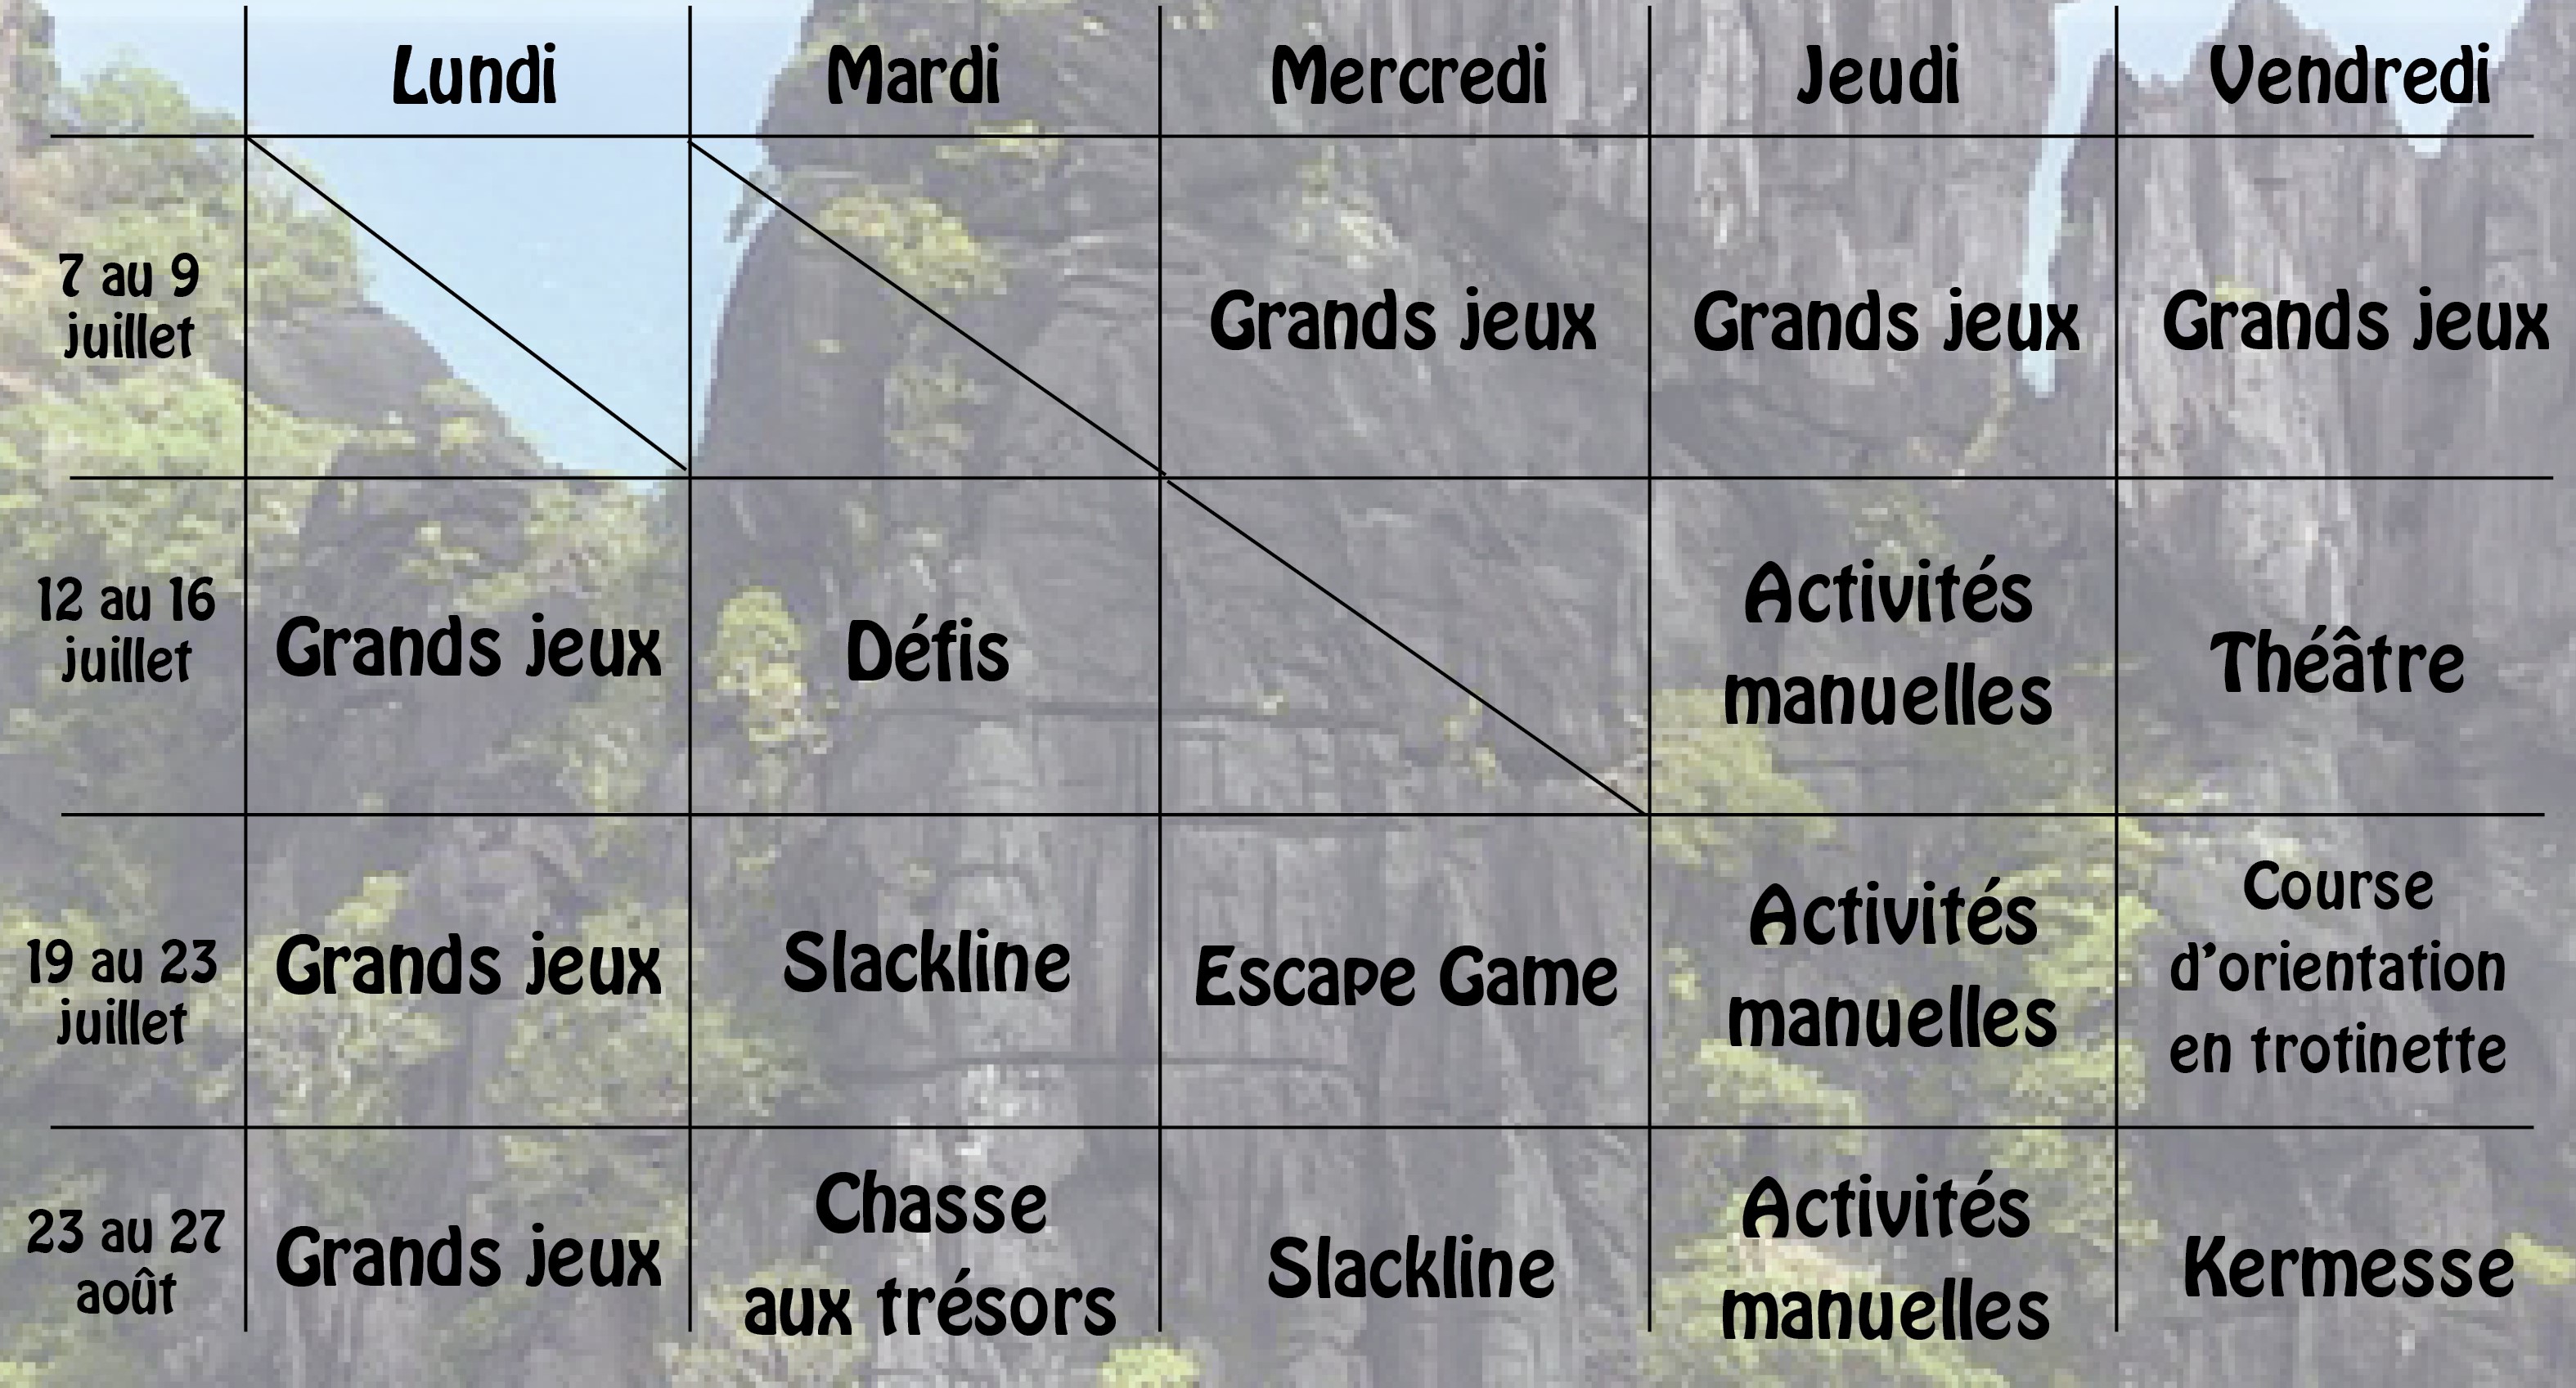 Lundi Mardi Mercredi Jeudi Vendredi
7 au 9
juillet
Grands jeux Grands jeux Grands jeux
12 au 16
juillet
Grands jeux
Défis
Activités
manuelles
Théâtre
19 au 23
juillet
Grands jeux
Slackline
Escape Game
Activités
manuelles
Course
d'orientation
en trotinette
23 au 27
août
Grands jeux
Chasse
aux trésors
Slackline
Activités
manuelles
Kermesse